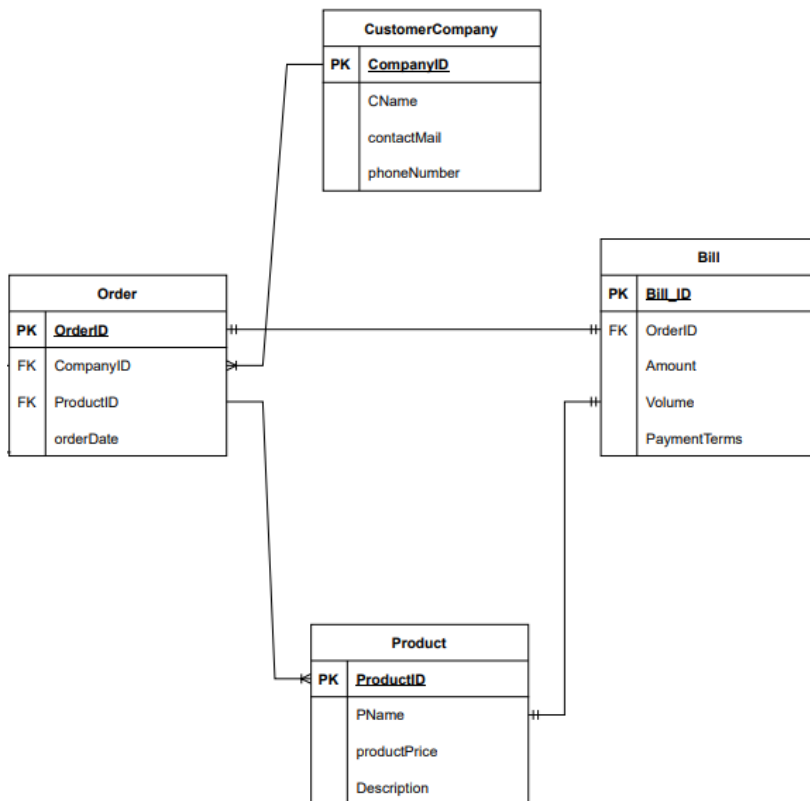 CustomerCompany
PK CompanyID
CName
contactMail
phoneNumber
Order
PK OrderID
FK CompanyID
FK ProductID
orderDate
Bill
PK Bill_ID
FK OrderID
Amount
Volume
PaymentTerms
Product
PK ProductID
PName
productPrice
Description